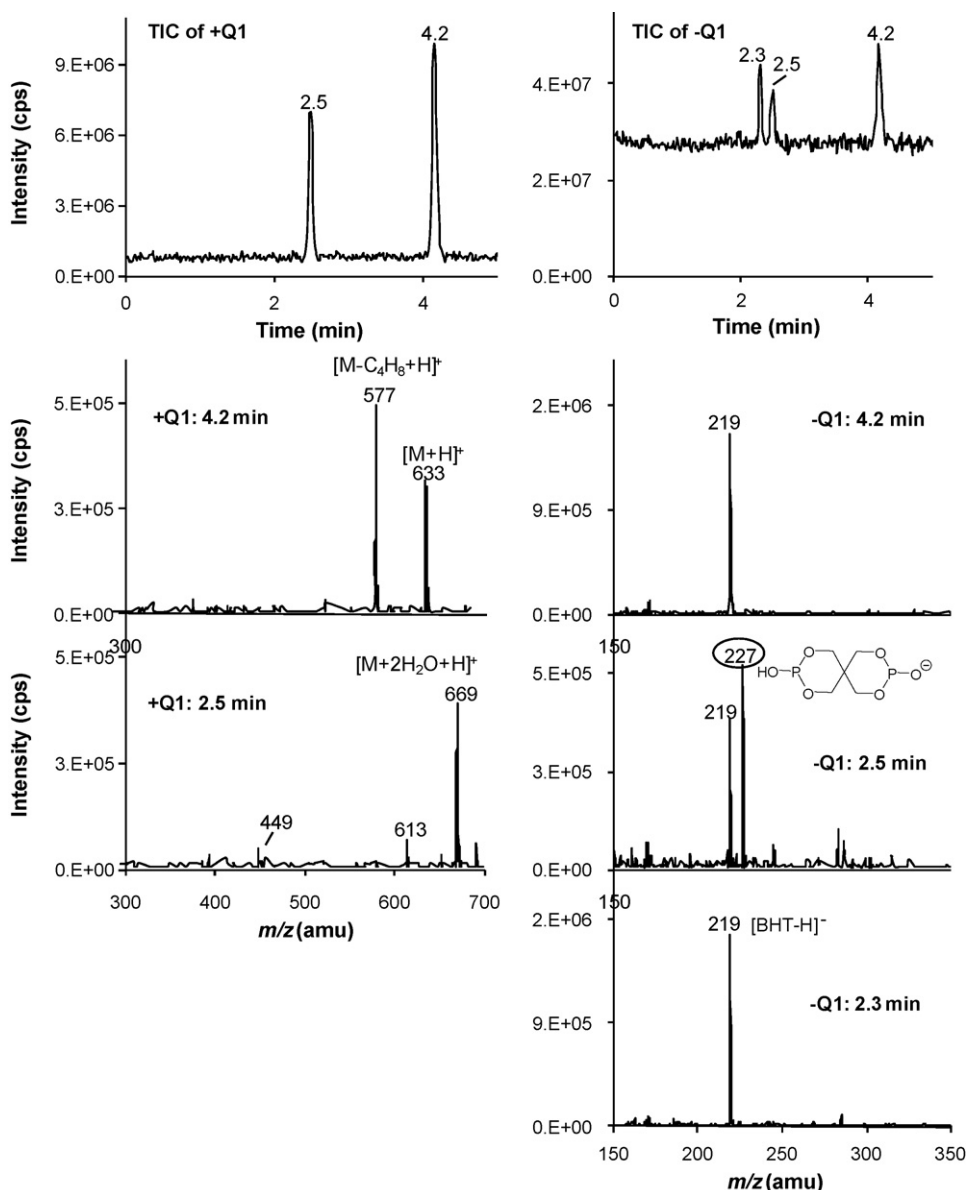 TIC of +Q1
4.2
2.5
9.E+06
6.E+06
3.E+06
0.E+00
0
2
4
Time (min)
Intensity (cps)
TIC of -Q1
4.2
2.3
2.5
4.E+07
2.E+07
0.E+00
0
2
4
Time (min)
[M-C₄H₈+H]⁺
577
[M+H]⁺
633
+Q1: 4.2 min
5.E+05
3.E+05
0.E+00
300
Intensity (cps)
219
-Q1: 4.2 min
2.E+06
9.E+05
0.E+00
150
[M+2H₂O+H]⁺
669
+Q1: 2.5 min
449
613
5.E+05
3.E+05
0.E+00
300
400
500
600
700
m/z (amu)
Intensity (cps)
227
219
HO
P
O
O
O
O
P
O⊖
-Q1: 2.5 min
5.E+05
3.E+05
0.E+00
150
219
[BHT-H]⁻
-Q1: 2.3 min
2.E+06
9.E+05
0.E+00
150
200
250
300
350
m/z (amu)